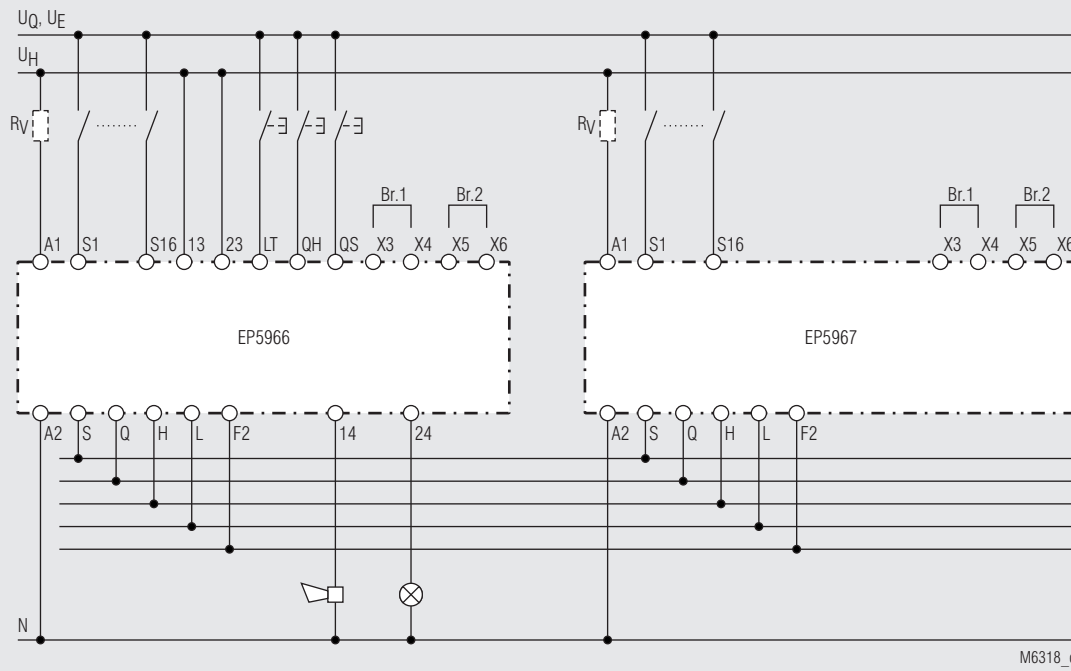 UQ, UE
UH
RV
RV
Br.1 Br.2
Br.1 Br.2
A1 S1 S16 13 23 LT QH QS X3 X4 X5 X6
A1 S1 S16 X3 X4 X5 X6
EP5966
EP5967
A2 S Q H L F2 14 24
A2 S Q H L F2
N
M6318_